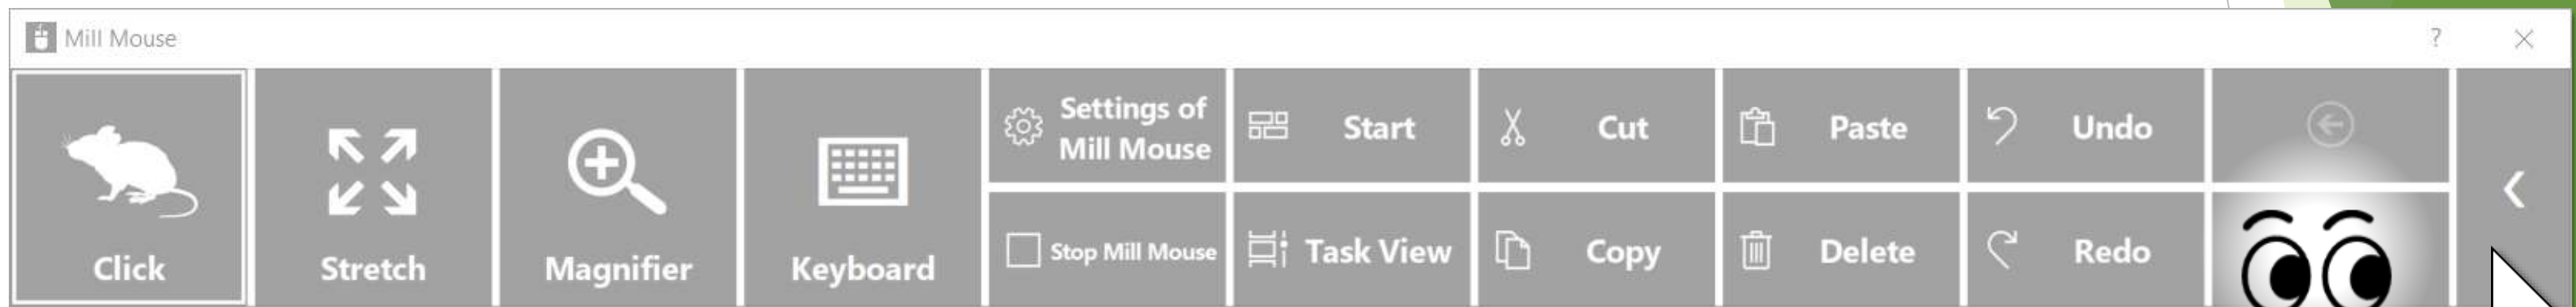 Mill Mouse
?
Click
Stretch
Magnifier
Keyboard
Settings of
Mill Mouse
Stop Mill Mouse
Start
Task View
Cut
Copy
Paste
Delete
Undo
Redo